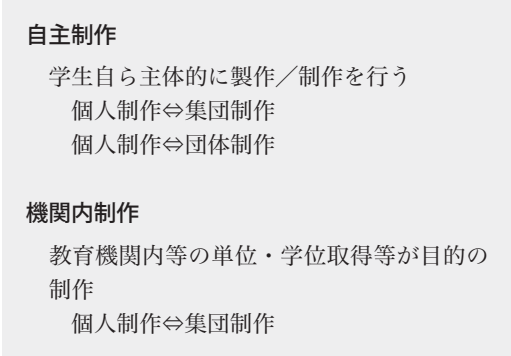 自主制作
学生自ら主体的に製作／制作を行う
個人制作⇔集団制作
個人制作⇔団体制作
機関内制作
教育機関内等の単位・学位取得等が目的の
制作
個人制作⇔集団制作